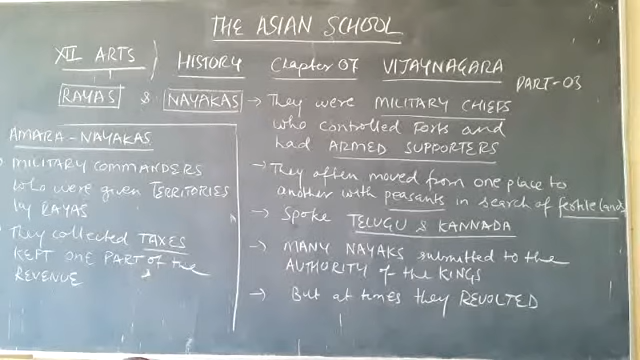 THE ASIAN SCHOOL
XII ARTS) HISTORY Chapter 07 VIJAYNAGARA
PART-03
RAYAS & NAYAKAS
→ They were MILITARY CHIEFS
who controlled Forts and
had ARMED SUPPORTERS
→ They often moved from one place to
another with peasants in search of fertile lands
→ Spoke TELUGU & KANNADA
→ MANY NAYAKS submitted to the
AUTHORITY of the KINGS
→ But at times they REVOLTED
AMARA-NAYAKAS
MILITARY COMMANDERS
who were given TERRITORIES
by RAYAS
They collected TAXES
KEPT ONE PART of the
REVENUE